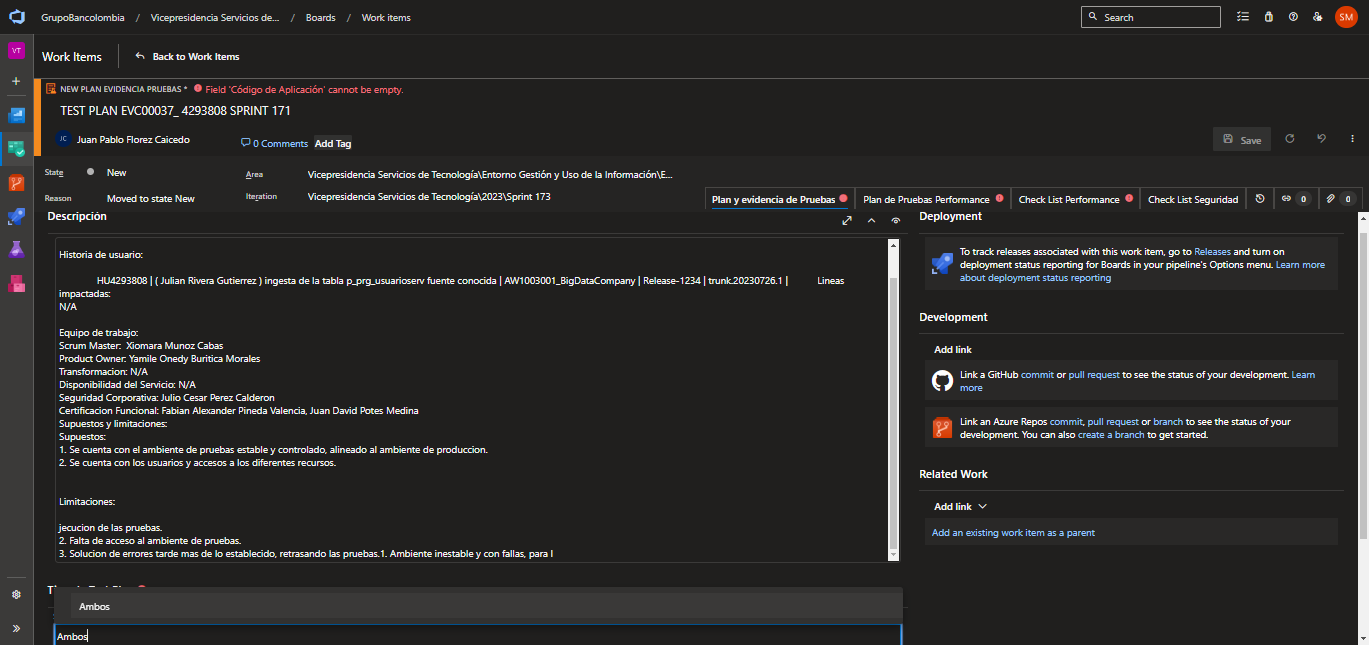 GrupoBancolombia / Vicepresidencia Servicios de... / Boards / Work items
Search
SM
VT
Work Items
Back to Work Items
NEW PLAN EVIDENCIA PRUEBAS * Field 'Código de Aplicación' cannot be empty.
TEST PLAN EVC00037_ 4293808 SPRINT 171
JC Juan Pablo Florez Caicedo
0 Comments
Add Tag
Save
State New
Area Vicepresidencia Servicios de Tecnología\Entorno Gestión y Uso de la Información\E...
Reason Moved to state New
Iteration Vicepresidencia Servicios de Tecnología\2023\Sprint 173
Plan y evidencia de Pruebas
Plan de Pruebas Performance
Check List Performance
Check List Seguridad
0
0
Descripción
Historia de usuario:
HU4293808 | ( Julian Rivera Gutierrez ) ingesta de la tabla p_prg_usuarioserv fuente conocida | AW1003001_BigDataCompany | Release-1234 | trunk.20230726.1 | Lineas
impactadas:
N/A
Equipo de trabajo:
Scrum Master: Xiomara Munoz Cabas
Product Owner: Yamile Onedy Buritica Morales
Transformacion: N/A
Disponibilidad del Servicio: N/A
Seguridad Corporativa: Julio Cesar Perez Calderon
Certificacion Funcional: Fabian Alexander Pineda Valencia, Juan David Potes Medina
Supuestos y limitaciones:
Supuestos:
1. Se cuenta con el ambiente de pruebas estable y controlado, alineado al ambiente de produccion.
2. Se cuenta con los usuarios y accesos a los diferentes recursos.
Limitaciones:
jecucion de las pruebas.
2. Falta de acceso al ambiente de pruebas.
3. Solucion de errores tarde mas de lo establecido, retrasando las pruebas.1. Ambiente inestable y con fallas, para l
Ambos
Ambos
Deployment
To track releases associated with this work item, go to Releases and turn on
deployment status reporting for Boards in your pipeline's Options menu. Learn more
about deployment status reporting
Development
Add link
Link a GitHub commit or pull request to see the status of your development. Learn
more
Link an Azure Repos commit, pull request or branch to see the status of your
development. You can also create a branch to get started.
Related Work
Add link
Add an existing work item as a parent